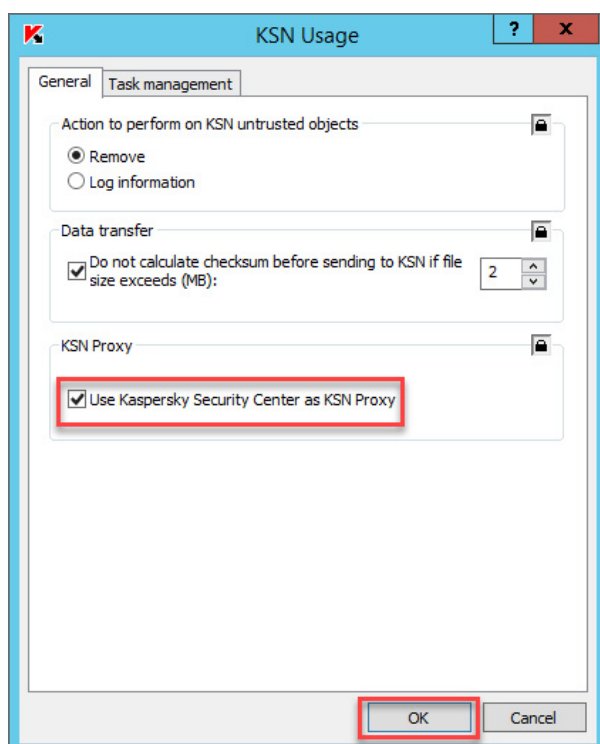 KSN Usage
?
x
General
Task management
Action to perform on KSN untrusted objects
Remove
Log information
Data transfer
Do not calculate checksum before sending to KSN if file
size exceeds (MB):
2
KSN Proxy
Use Kaspersky Security Center as KSN Proxy
OK
Cancel